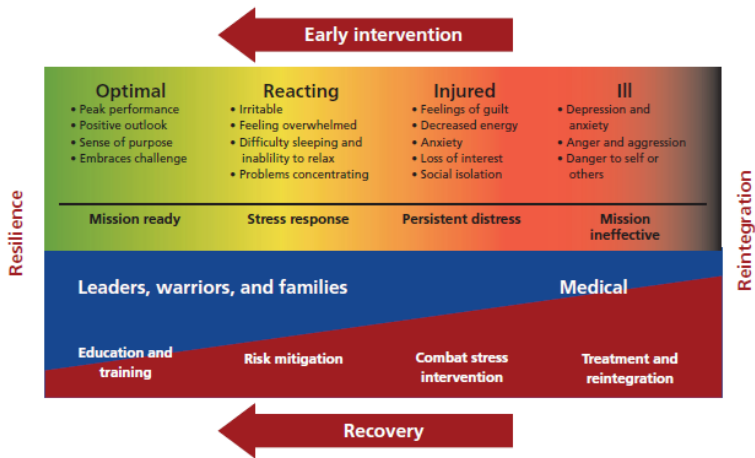 Early intervention
Resilience
Optimal
• Peak performance
• Positive outlook
• Sense of purpose
• Embraces challenge
Mission ready
Reacting
• Irritable
• Feeling overwhelmed
• Difficulty sleeping and
inablility to relax
• Problems concentrating
Stress response
Injured
• Feelings of guilt
• Decreased energy
• Anxiety
• Loss of interest
• Social isolation
Persistent distress
Ill
• Depression and
anxiety
• Anger and aggression
• Danger to self or
others
Mission
ineffective
Reintegration
Leaders, warriors, and families
Medical
Education and
training
Risk mitigation
Combat stress
intervention
Treatment and
reintegration
Recovery